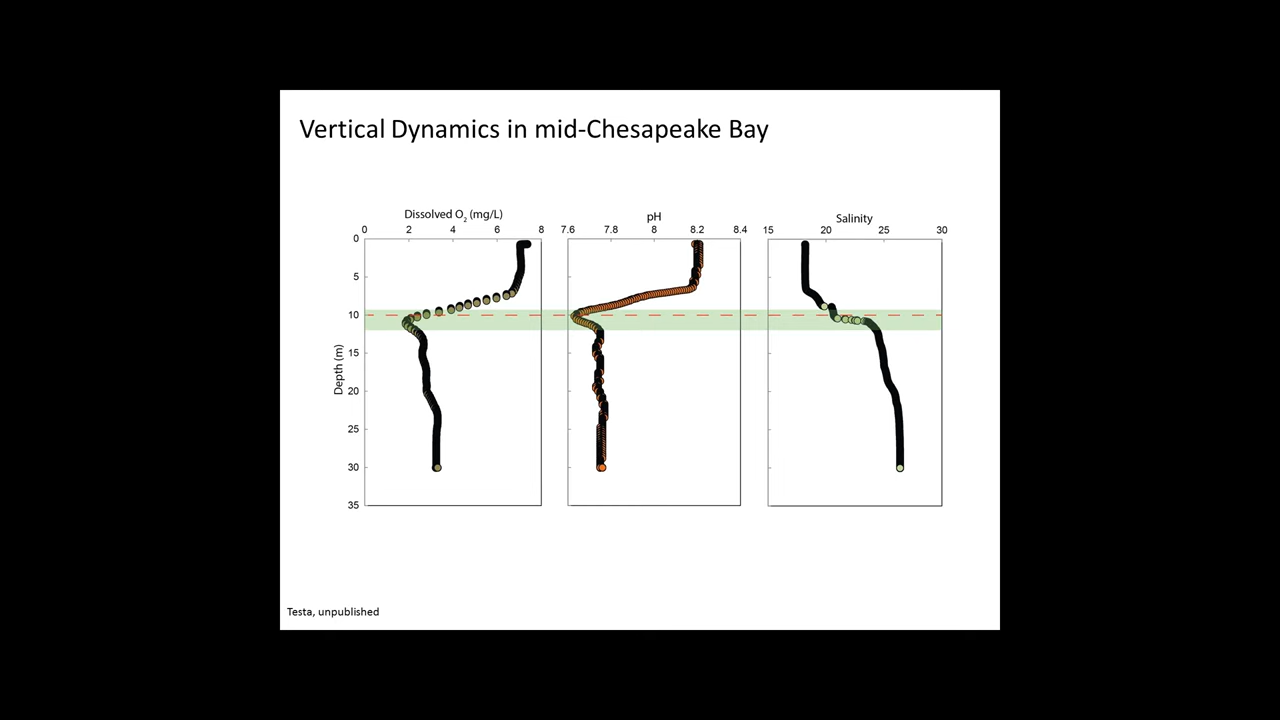 Vertical Dynamics in mid-Chesapeake Bay
Dissolved O2 (mg/L)
pH
Salinity
0 2 4 6 8
7.6 7.8 8 8.2 8.4
15 20 25 30
0
5
10
15
20
25
30
35
Depth (m)
Testa, unpublished